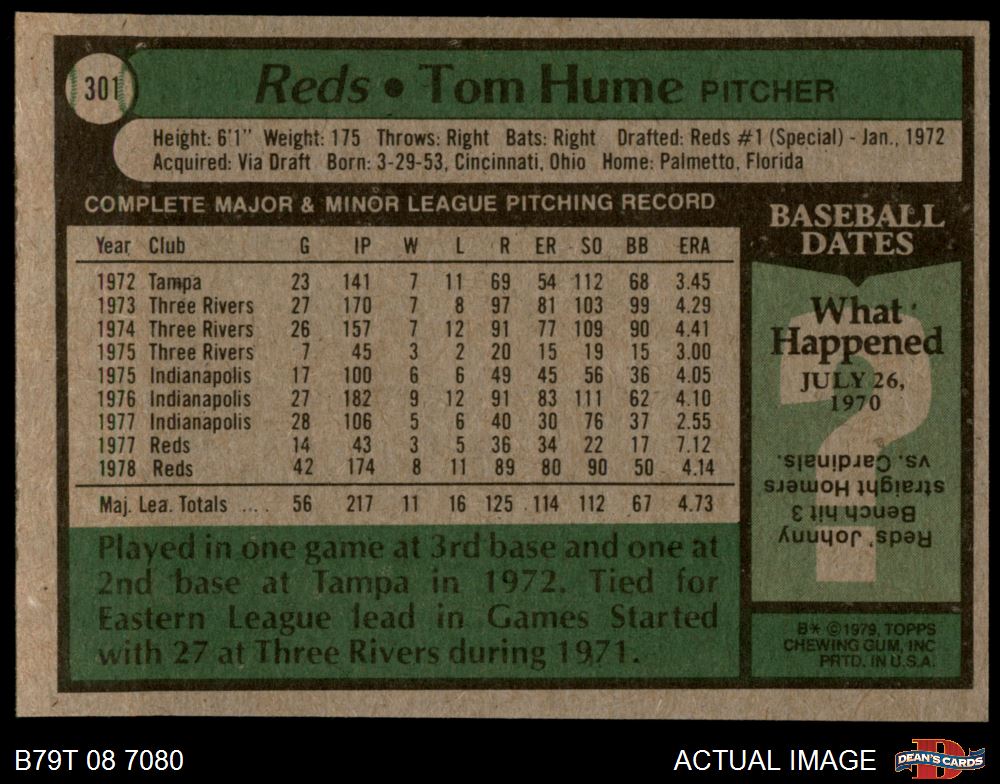 301
Reds • Tom Hume PITCHER
Height: 6'1" Weight: 175 Throws: Right Bats: Right Drafted: Reds #1 (Special) - Jan., 1972
Acquired: Via Draft Born: 3-29-53, Cincinnati, Ohio Home: Palmetto, Florida
COMPLETE MAJOR & MINOR LEAGUE PITCHING RECORD
Year Club G IP W L R ER SO BB ERA
1972 Tampa 23 141 7 11 69 54 112 68 3.45
1973 Three Rivers 27 170 7 8 97 81 103 99 4.29
1974 Three Rivers 26 157 7 12 91 77 109 90 4.41
1975 Three Rivers 7 45 3 2 20 15 19 15 3.00
1975 Indianapolis 17 100 6 6 49 45 56 36 4.05
1976 Indianapolis 27 182 9 12 91 83 111 62 4.10
1977 Indianapolis 28 106 5 6 40 30 76 37 2.55
1977 Reds 14 43 3 5 36 34 22 17 7.12
1978 Reds 42 174 8 11 89 80 90 50 4.14
Maj. Lea. Totals .... 56 217 11 16 125 114 112 67 4.73
Played in one game at 3rd base and one at
2nd base at Tampa in 1972. Tied for
Eastern League lead in Games Started
with 27 at Three Rivers during 1971.
BASEBALL
DATES
What
Happened
JULY 26,
1970
?
Reds' Johnny
Bench hit 3
straight Homers
vs. Cardinals.
B* ©1979, TOPPS
CHEWING GUM, INC
PRTD. IN U.S.A.
B79T 08 7080
ACTUAL IMAGE
D
DEAN'S CARDS